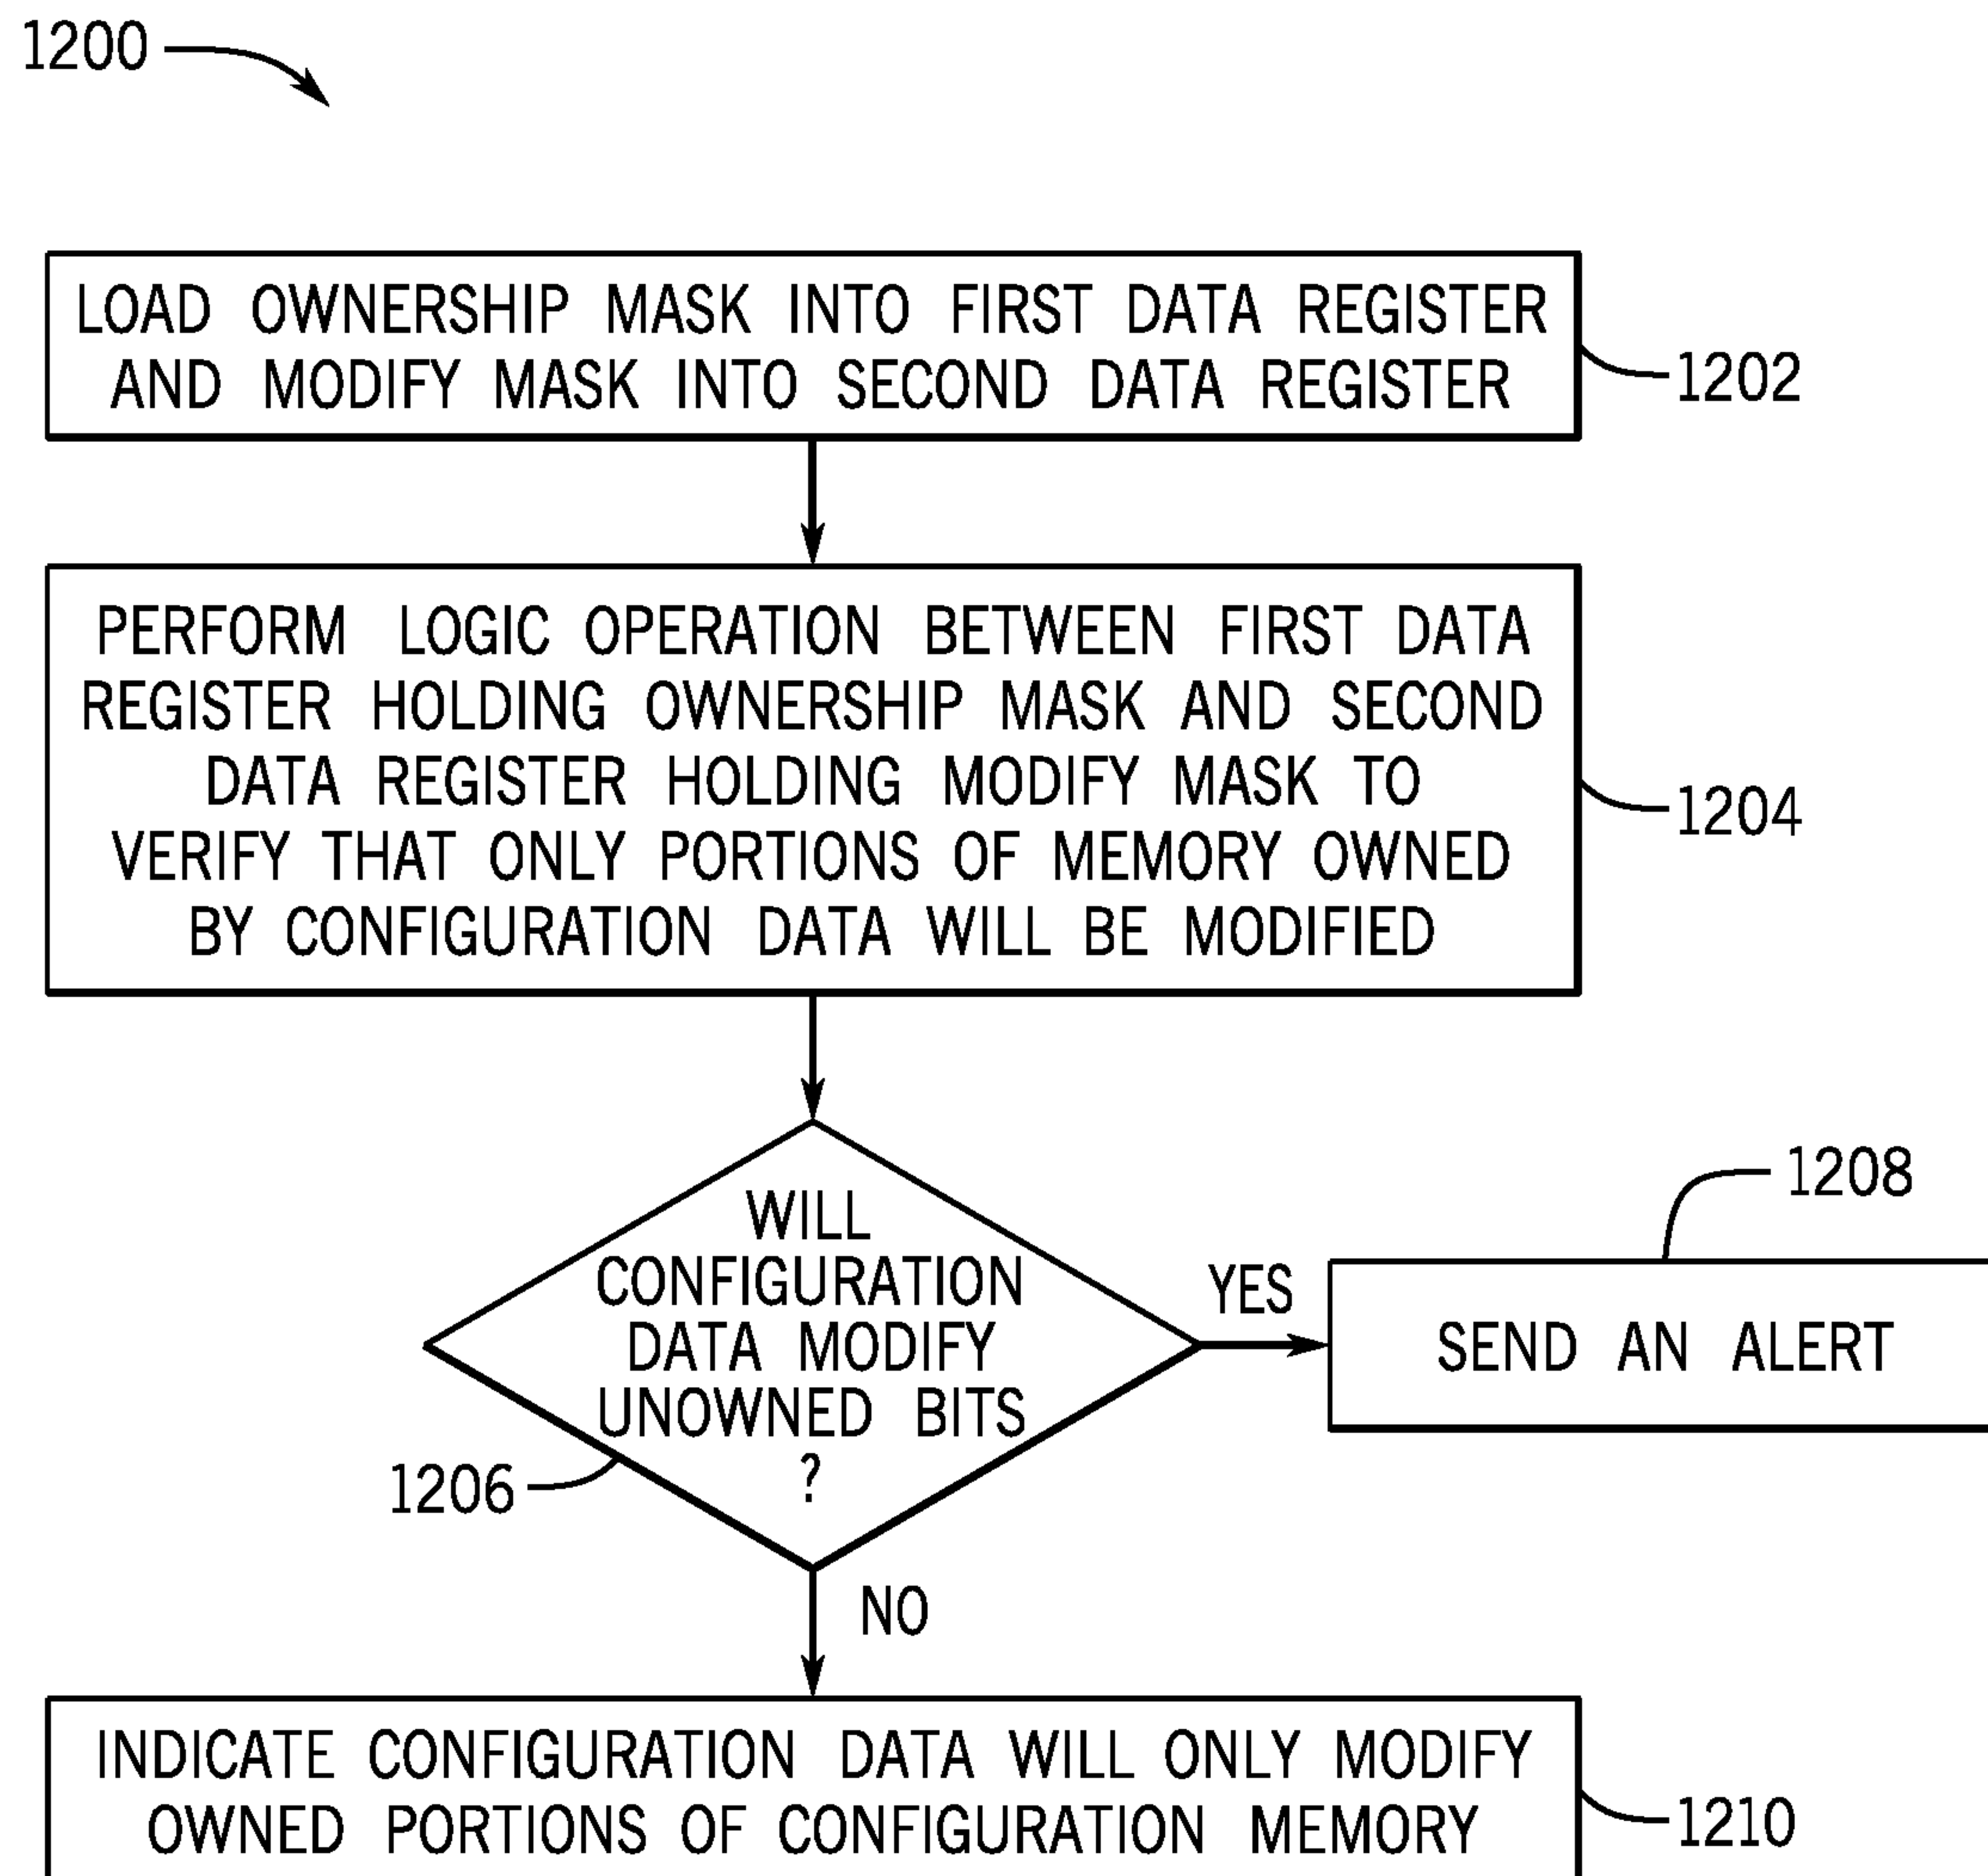 1200
LOAD OWNERSHIP MASK INTO FIRST DATA REGISTER
AND MODIFY MASK INTO SECOND DATA REGISTER
1202
PERFORM LOGIC OPERATION BETWEEN FIRST DATA
REGISTER HOLDING OWNERSHIP MASK AND SECOND
DATA REGISTER HOLDING MODIFY MASK TO
VERIFY THAT ONLY PORTIONS OF MEMORY OWNED
BY CONFIGURATION DATA WILL BE MODIFIED
1204
WILL
CONFIGURATION
DATA MODIFY
UNOWNED BITS
?
1206
YES
1208
SEND AN ALERT
NO
INDICATE CONFIGURATION DATA WILL ONLY MODIFY
OWNED PORTIONS OF CONFIGURATION MEMORY
1210